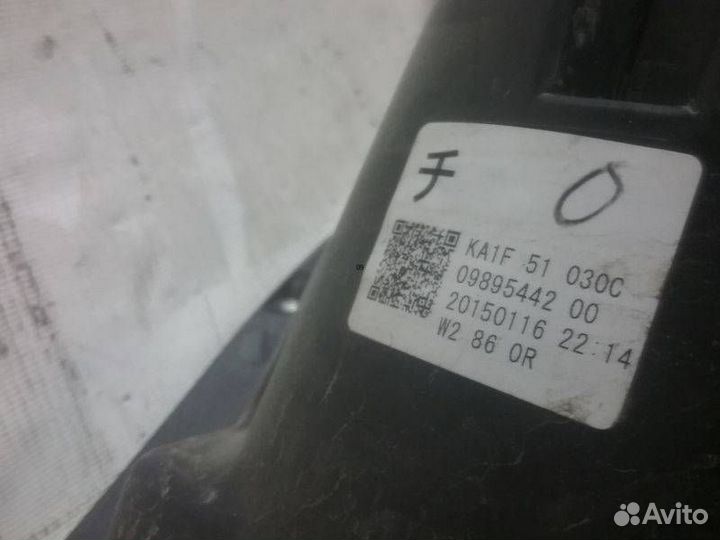 チ 0
KA1F 51 030C
09895442 00
20150116 22:14
W2 86 0R
Avito